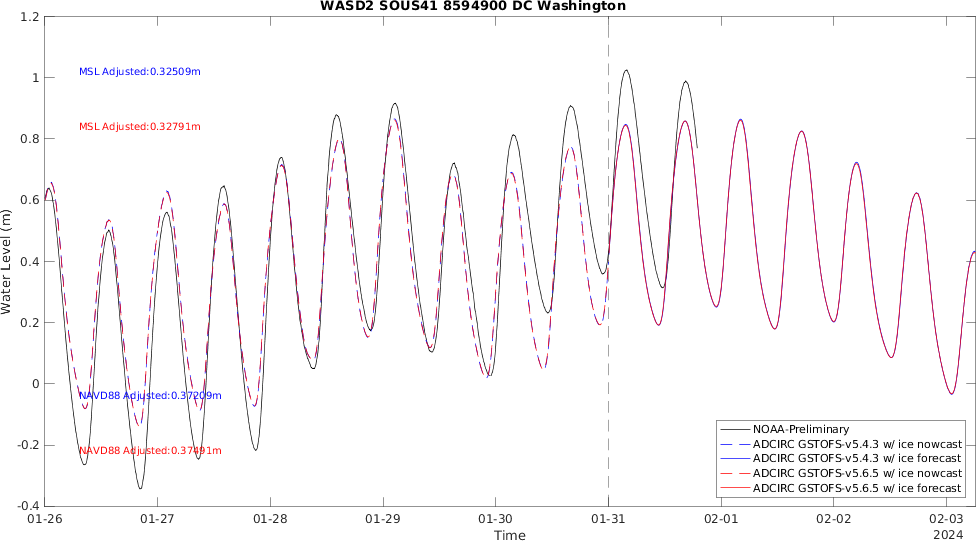 WASD2 SOUS41 8594900 DC Washington
1.2
1
0.8
0.6
0.4
0.2
0
-0.2
-0.4
Water Level (m)
MSL Adjusted:0.32509m
MSL Adjusted:0.32791m
NAVD88 Adjusted:0.37209m
NAVD88 Adjusted:0.37491m
NOAA-Preliminary
ADCIRC GSTOFS-v5.4.3 w/ ice nowcast
ADCIRC GSTOFS-v5.4.3 w/ ice forecast
ADCIRC GSTOFS-v5.6.5 w/ ice nowcast
ADCIRC GSTOFS-v5.6.5 w/ ice forecast
01-26 01-27 01-28 01-29 01-30 01-31 02-01 02-02 02-03
Time
2024